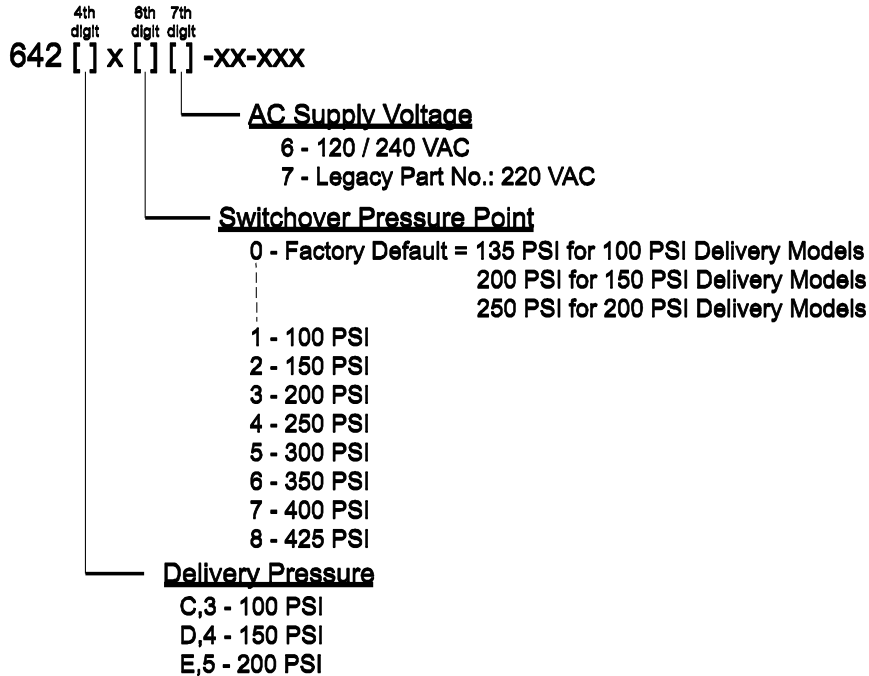 4th digit 6th digit 7th digit
642 [ ] x [ ] [ ] -xx-xxx
AC Supply Voltage
6 - 120 / 240 VAC
7 - Legacy Part No.: 220 VAC
Switchover Pressure Point
0 - Factory Default = 135 PSI for 100 PSI Delivery Models
200 PSI for 150 PSI Delivery Models
250 PSI for 200 PSI Delivery Models
1 - 100 PSI
2 - 150 PSI
3 - 200 PSI
4 - 250 PSI
5 - 300 PSI
6 - 350 PSI
7 - 400 PSI
8 - 425 PSI
Delivery Pressure
C,3 - 100 PSI
D,4 - 150 PSI
E,5 - 200 PSI